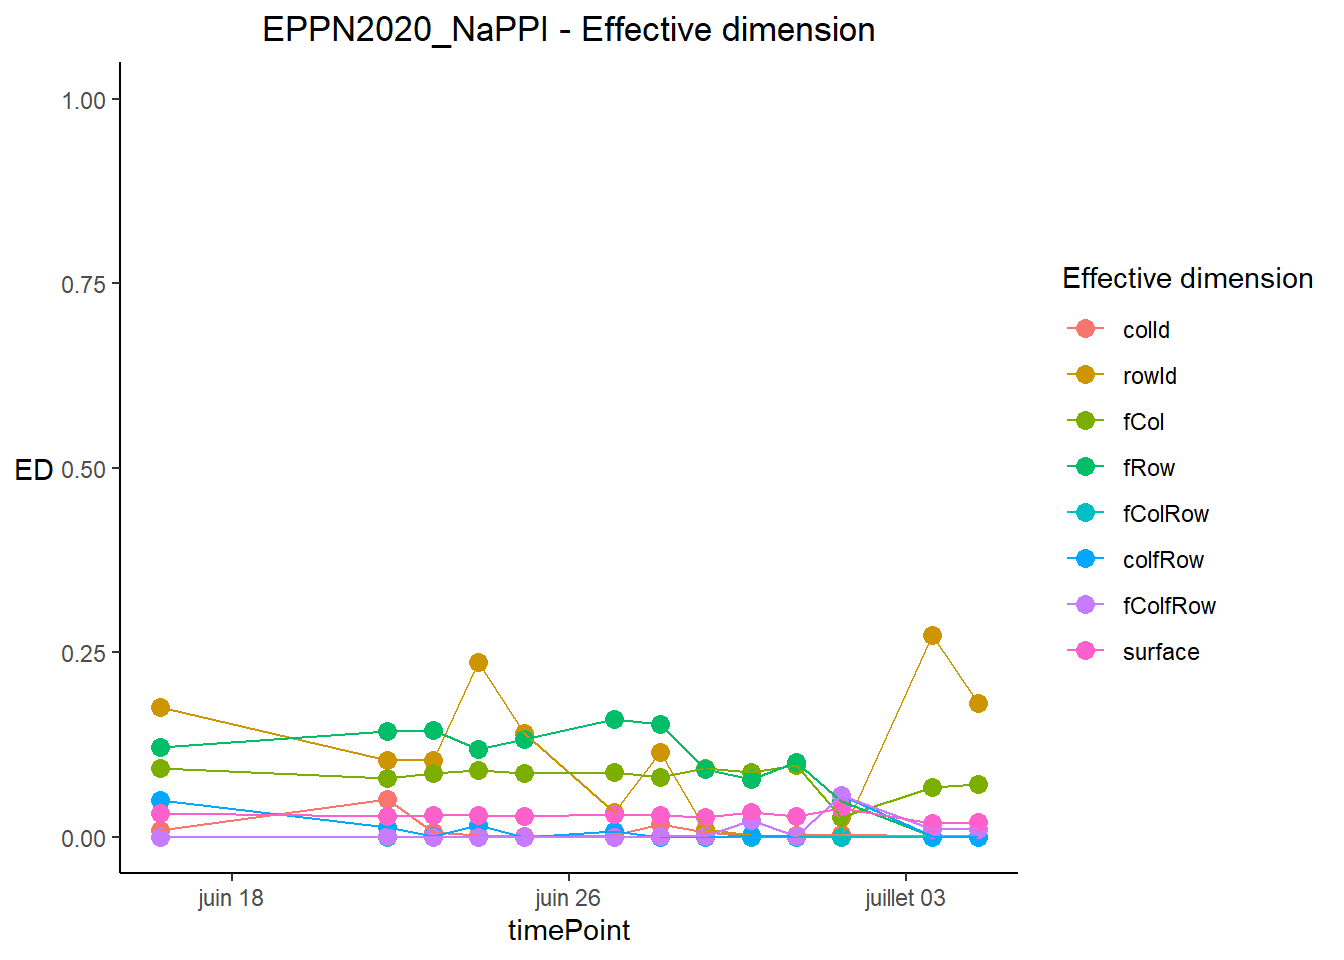 EPPN2020_NaPPI - Effective dimension
1.00
0.75
0.50
0.25
0.00
ED
juin 18
juin 26
juillet 03
timePoint
Effective dimension
colId
rowId
fCol
fRow
fColRow
colfRow
fColfRow
surface